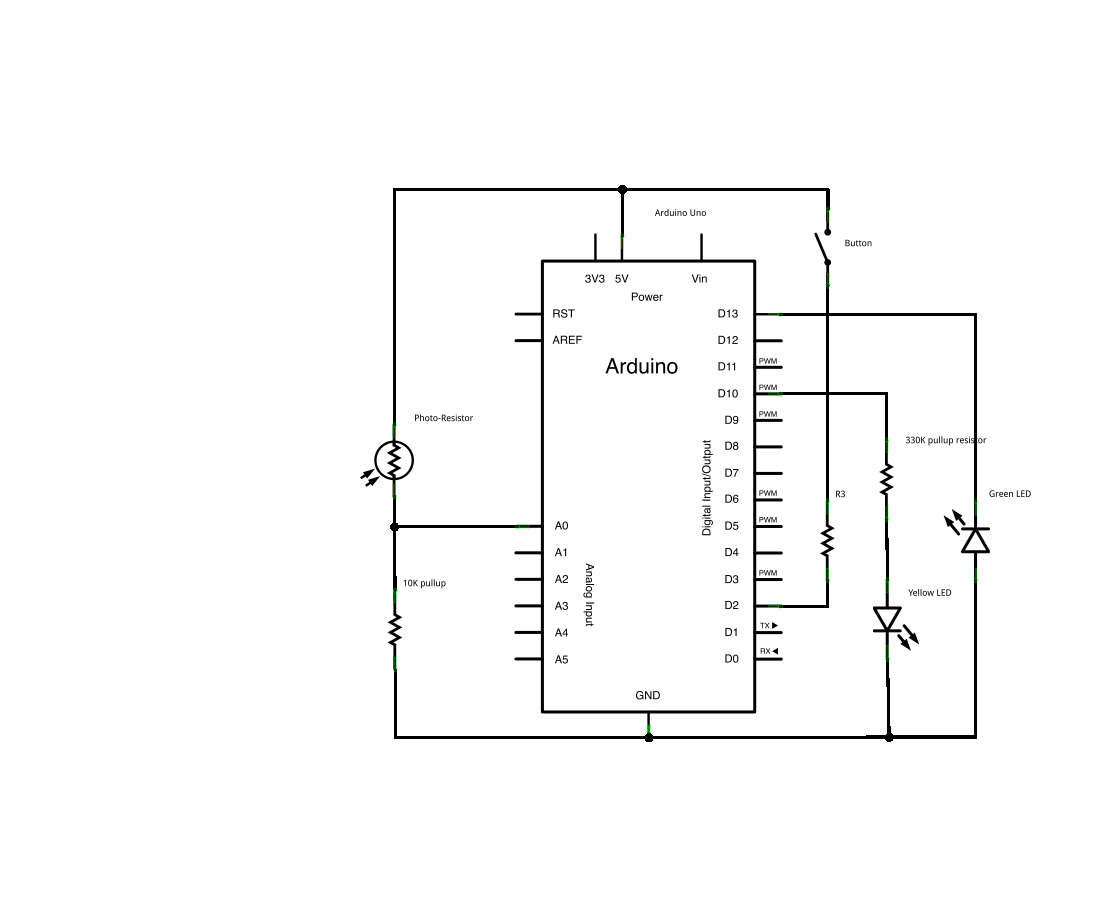 Arduino Uno
Button
3V3 5V Vin
Power
RST
AREF
Arduino
D13
D12
D11 PWM
D10 PWM
D9 PWM
D8
D7
D6 PWM
D5 PWM
D4
D3 PWM
D2
D1 TX
D0 RX
Digital Input/Output
Photo-Resistor
330K pullup resistor
R3
Green LED
A0
A1
A2
A3
A4
A5
Analog Input
10K pullup
Yellow LED
GND